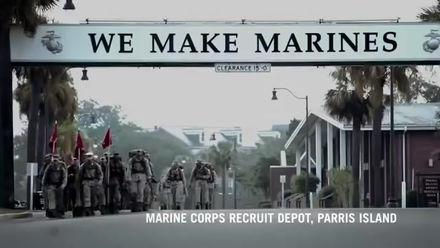 WE MAKE MARINES
CLEARANCE 15'-0"
MARINE CORPS RECRUIT DEPOT, PARRIS ISLAND